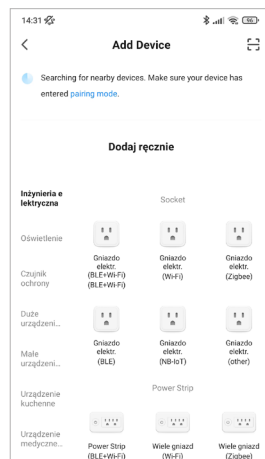 14:31
96
Add Device
Searching for nearby devices. Make sure your device has
entered pairing mode.
Dodaj ręcznie
Inżynieria e
lektryczna
Oświetlenie
Czujnik
ochrony
Duże
urządzeni...
Małe
urządzeni...
Urządzenie
kuchenne
Urządzenie
medyczne...
Socket
Gniazdo
elektr.
(BLE+Wi-Fi)
(BLE+Wi-Fi)
Gniazdo
elektr.
(Wi-Fi)
Gniazdo
elektr.
(Zigbee)
Gniazdo
elektr.
(BLE)
Gniazdo
elektr.
(NB-IoT)
Gniazdo
elektr.
(other)
Power Strip
Power Strip
(BLE+Wi-Fi)
Wiele gniazd
(Wi-Fi)
Wiele gniazd
(Zigbee)